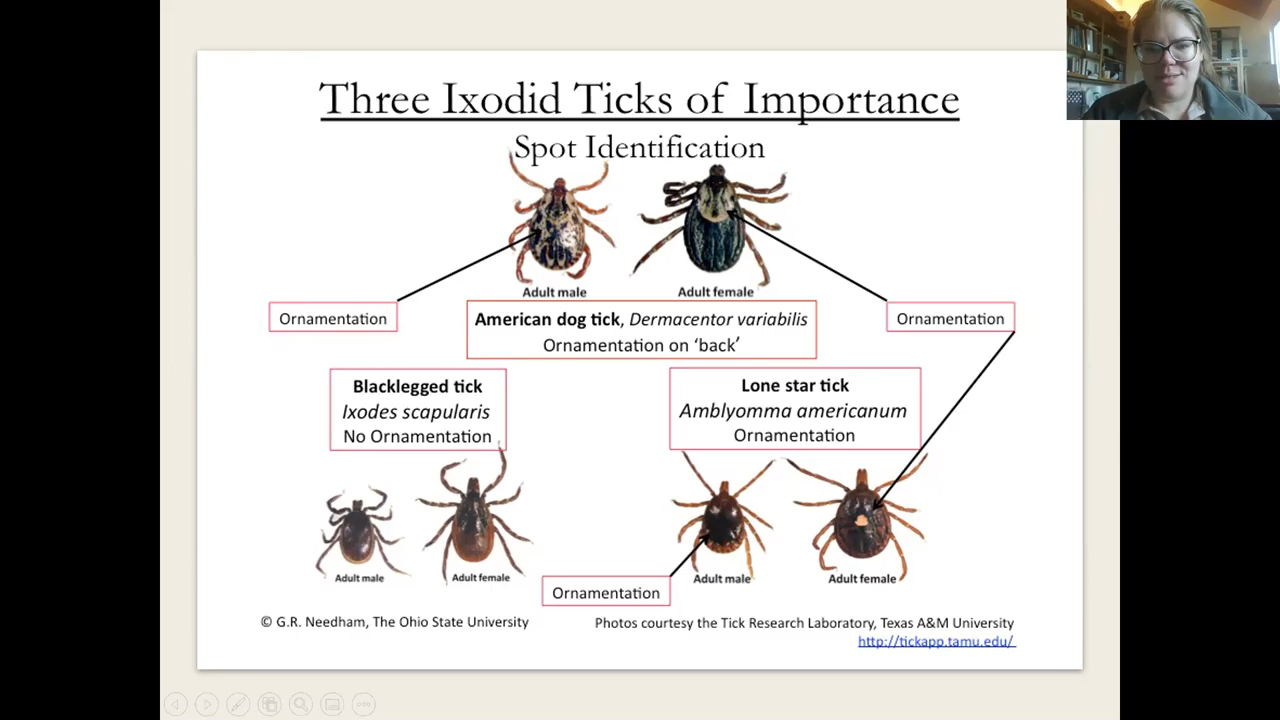 Three Ixodid Ticks of Importance
Spot Identification
Adult male
Adult female
Ornamentation
American dog tick, Dermacentor variabilis
Ornamentation on ‘back’
Ornamentation
Blacklegged tick
Ixodes scapularis
No Ornamentation
Lone star tick
Amblyomma americanum
Ornamentation
Adult male
Adult female
Adult male
Adult female
Ornamentation
© G.R. Needham, The Ohio State University
Photos courtesy the Tick Research Laboratory, Texas A&M University
http://tickapp.tamu.edu/